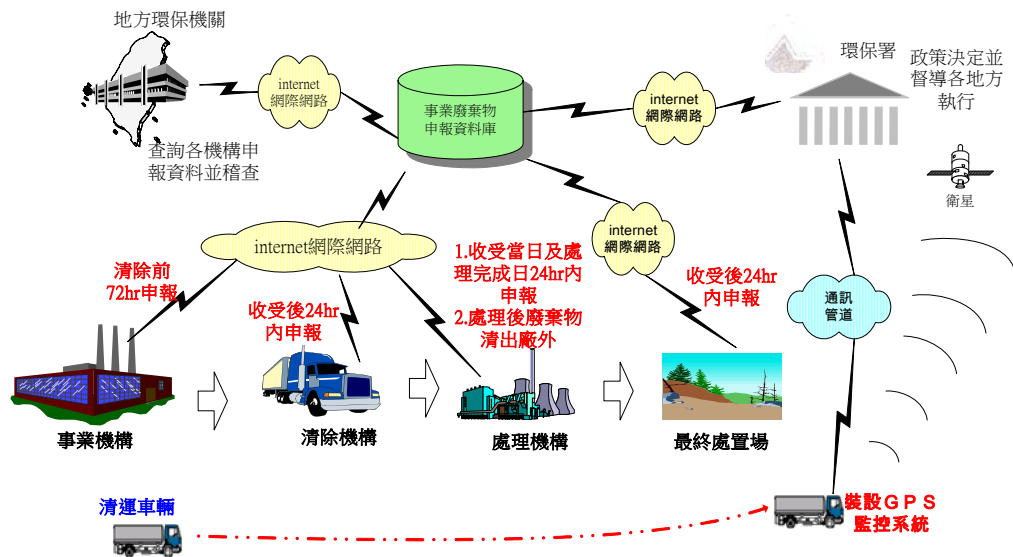 地方環保機關
環保署
政策決定並
督導各地方
執行
internet
網際網路
事業廢棄物
申報資料庫
internet
網際網路
查詢各機構申
報資料並稽查
衛星
internet網際網路
internet
網際網路
清除前
72hr申報
收受後24hr
內申報
1.收受當日及處
理完成日24hr內
申報
2.處理後廢棄物
清出廠外
收受後24hr
內申報
通訊
管道
事業機構
清除機構
處理機構
最終處置場
清運車輛
裝設GPS
監控系統